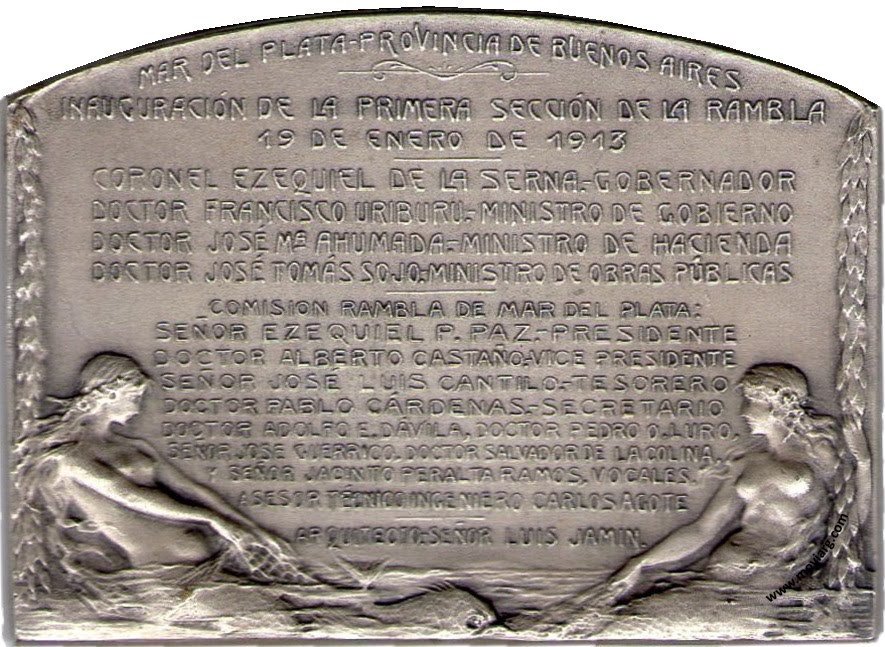 MAR DEL PLATA-PROVINCIA DE BUENOS AIRES
INAUGURACIÓN DE LA PRIMERA SECCIÓN DE LA RAMBLA
19 DE ENERO DE 1913
CORONEL EZEQUIEL DE LA SERNA.-GOBERNADOR
DOCTOR FRANCISCO URIBURU.-MINISTRO DE GOBIERNO
DOCTOR JOSÉ Mª AHUMADA.-MINISTRO DE HACIENDA
DOCTOR JOSÉ TOMÁS SOJO.-MINISTRO DE OBRAS PÚBLICAS
COMISION RAMBLA DE MAR DEL PLATA:
SEÑOR EZEQUIEL P. PAZ.-PRESIDENTE
DOCTOR ALBERTO CASTAÑO.-VICE PRESIDENTE
SEÑOR JOSÉ LUIS CANTILO.-TESORERO
DOCTOR PABLO CÁRDENAS.-SECRETARIO
DOCTOR ADOLFO E. DÁVILA, DOCTOR PEDRO O. LURO,
SEÑOR JOSE GUERRICO, DOCTOR SALVADOR DE LA COLINA,
Y SEÑOR JACINTO PERALTA RAMOS, VOCALES.
ASESOR TÉCNICO INGENIERO CARLOS AGOTE
ARQUITECTO-SEÑOR LUIS JAMIN.